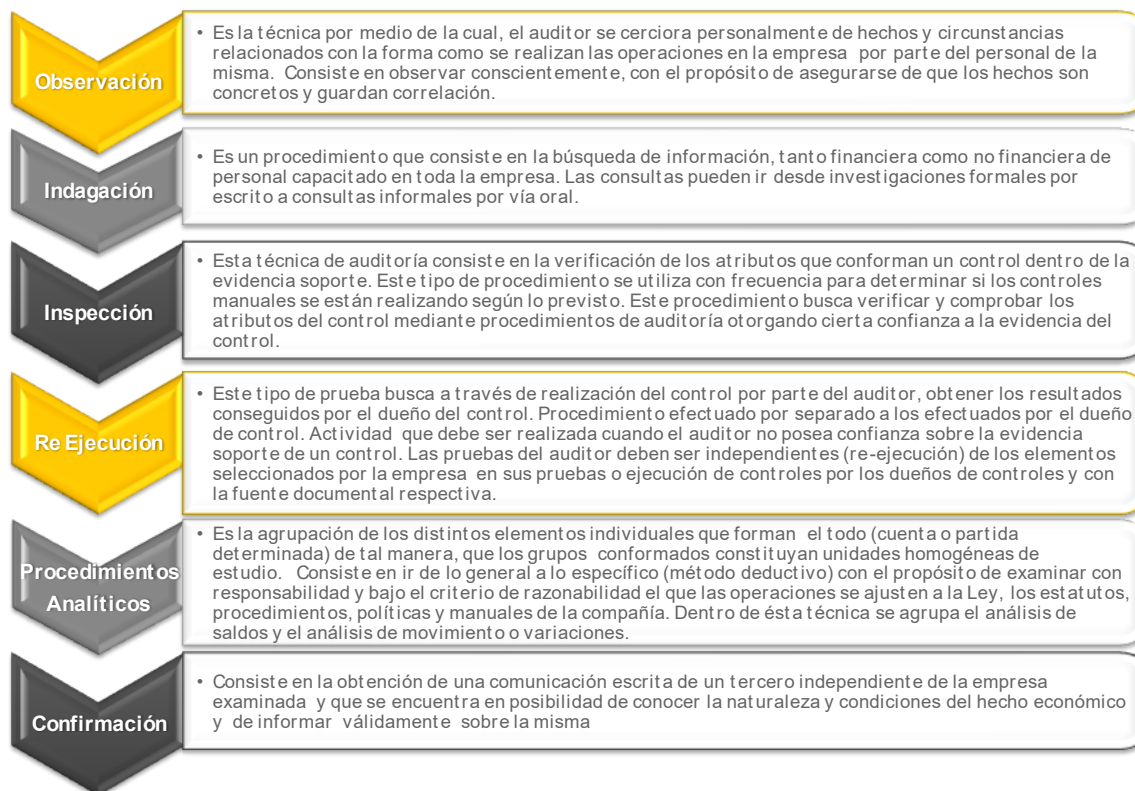 Observación
• Es la técnica por medio de la cual, el auditor se cerciora personalmente de hechos y circunstancias
relacionados con la forma como se realizan las operaciones en la empresa por parte del personal de la
misma. Consiste en observar conscientemente, con el propósito de asegurarse de que los hechos son
concretos y guardan correlación.
Indagación
• Es un procedimiento que consiste en la búsqueda de información, tanto financiera como no financiera de
personal capacitado en toda la empresa. Las consultas pueden ir desde investigaciones formales por
escrito a consultas informales por vía oral.
Inspección
• Esta técnica de auditoría consiste en la verificación de los atributos que conforman un control dentro de la
evidencia soporte. Este tipo de procedimiento se utiliza con frecuencia para determinar si los controles
manuales se están realizando según lo previsto. Este procedimiento busca verificar y comprobar los
atributos del control mediante procedimientos de auditoría otorgando cierta confianza a la evidencia del
control.
Re Ejecución
• Este tipo de prueba busca a través de realización del control por parte del auditor, obtener los resultados
conseguidos por el dueño del control. Procedimiento efectuado por separado a los efectuados por el dueño
de control. Actividad que debe ser realizada cuando el auditor no posea confianza sobre la evidencia
soporte de un control. Las pruebas del auditor deben ser independientes (re-ejecución) de los elementos
seleccionados por la empresa en sus pruebas o ejecución de controles por los dueños de controles y con
la fuente documental respectiva.
Procedimientos
Analíticos
• Es la agrupación de los distintos elementos individuales que forman el todo (cuenta o partida
determinada) de tal manera, que los grupos conformados constituyan unidades homogéneas de
estudio. Consiste en ir de lo general a lo específico (método deductivo) con el propósito de examinar con
responsabilidad y bajo el criterio de razonabilidad el que las operaciones se ajusten a la Ley, los estatutos,
procedimientos, políticas y manuales de la compañía. Dentro de ésta técnica se agrupa el análisis de
saldos y el análisis de movimiento o variaciones.
Confirmación
• Consiste en la obtención de una comunicación escrita de un tercero independiente de la empresa
examinada y que se encuentra en posibilidad de conocer la naturaleza y condiciones del hecho económico
y de informar válidamente sobre la misma